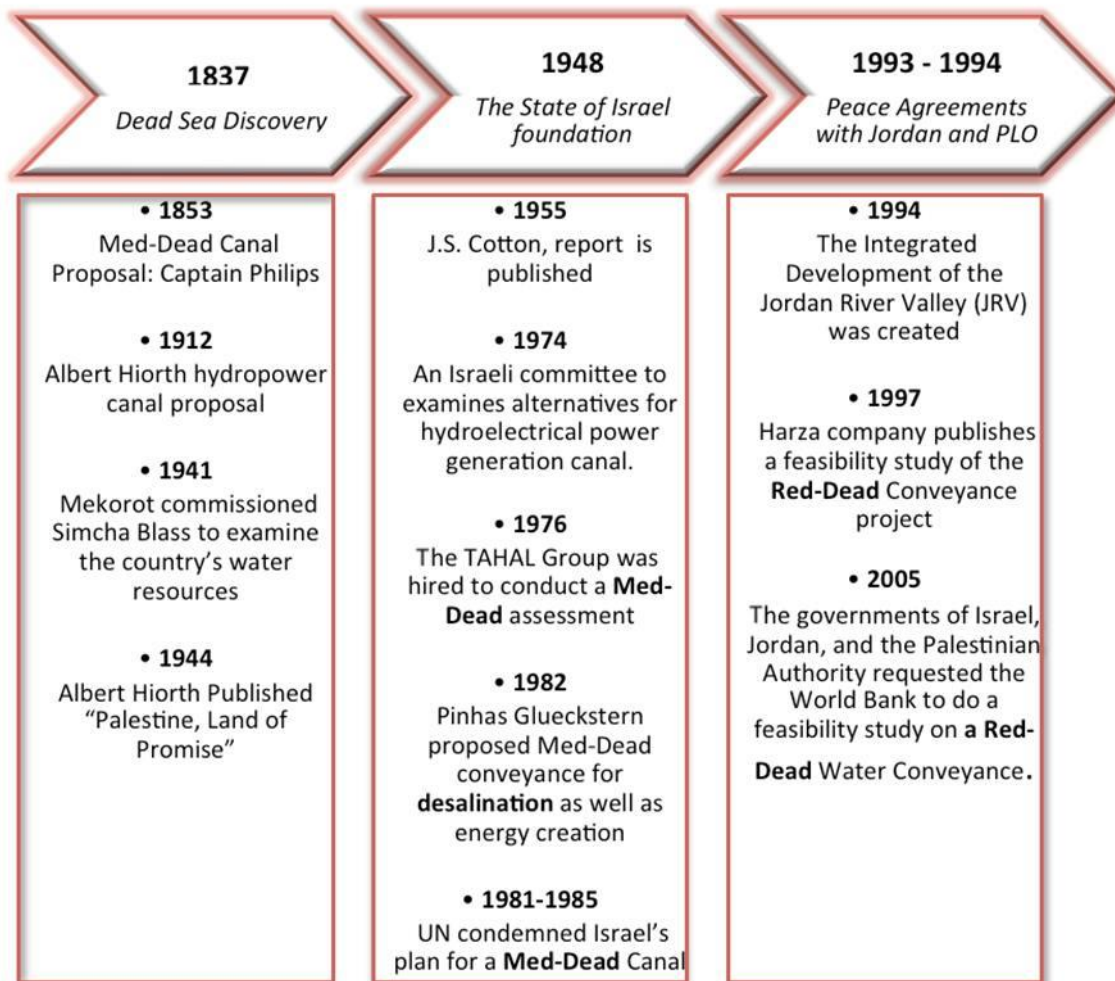 1837
Dead Sea Discovery
• 1853
Med-Dead Canal
Proposal: Captain Philips
• 1912
Albert Hiorth hydropower
canal proposal
• 1941
Mekorot commissioned
Simcha Blass to examine
the country’s water
resources
• 1944
Albert Hiorth Published
“Palestine, Land of
Promise”
1948
The State of Israel
foundation
• 1955
J.S. Cotton, report is
published
• 1974
An Israeli committee to
examines alternatives for
hydroelectrical power
generation canal.
• 1976
The TAHAL Group was
hired to conduct a Med-
Dead assessment
• 1982
Pinhas Glueckstern
proposed Med-Dead
conveyance for
desalination as well as
energy creation
• 1981-1985
UN condemned Israel’s
plan for a Med-Dead Canal
1993 - 1994
Peace Agreements
with Jordan and PLO
• 1994
The Integrated
Development of the
Jordan River Valley (JRV)
was created
• 1997
Harza company publishes
a feasibility study of the
Red-Dead Conveyance
project
• 2005
The governments of Israel,
Jordan, and the Palestinian
Authority requested the
World Bank to do a
feasibility study on a Red-
Dead Water Conveyance.